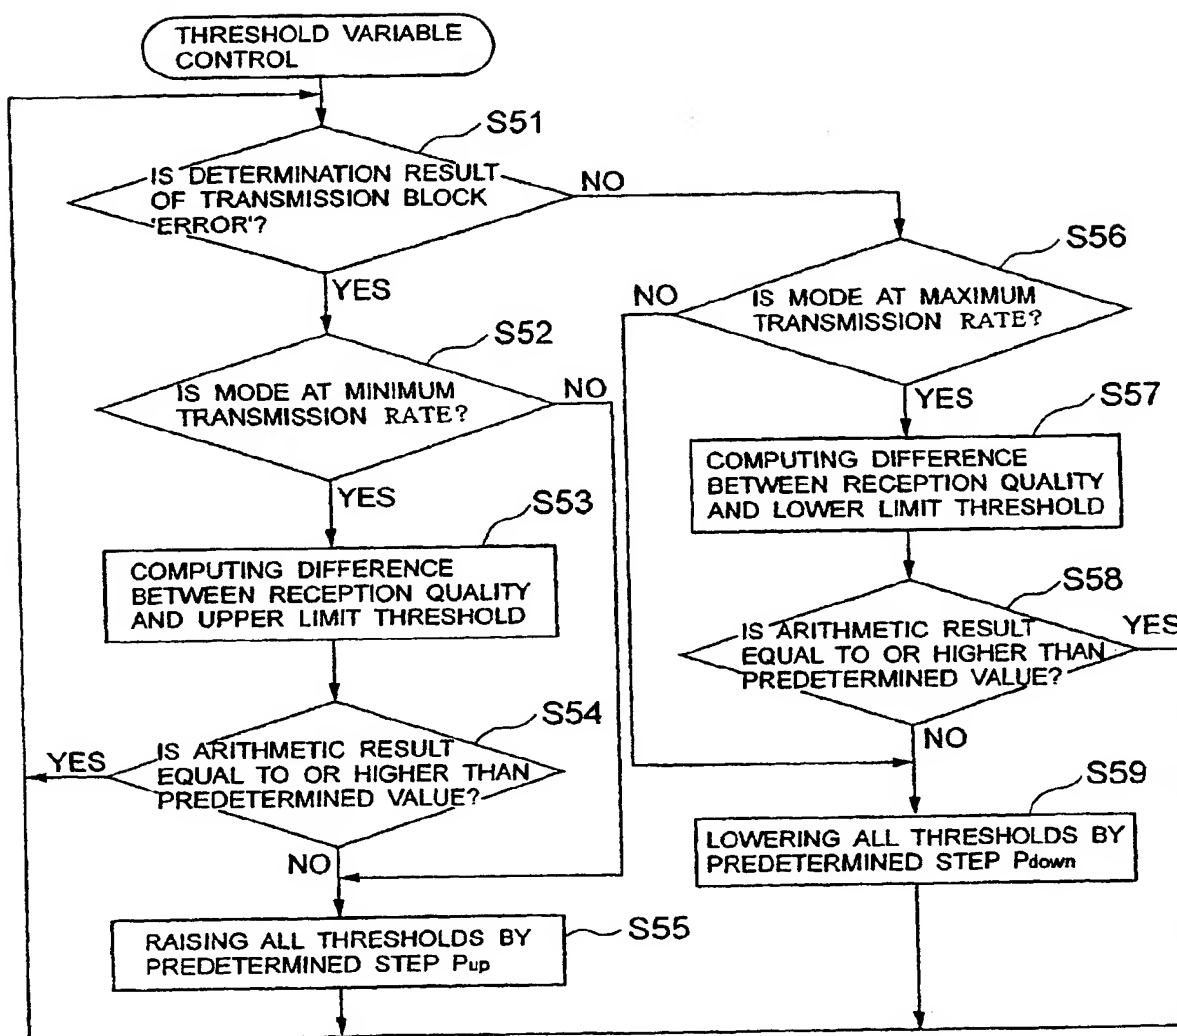 THRESHOLD VARIABLE
CONTROL
S51
IS DETERMINATION RESULT
OF TRANSMISSION BLOCK
'ERROR'?
NO
YES
S52
IS MODE AT MINIMUM
TRANSMISSION RATE?
NO
YES
S53
COMPUTING DIFFERENCE
BETWEEN RECEPTION QUALITY
AND UPPER LIMIT THRESHOLD
S54
IS ARITHMETIC RESULT
EQUAL TO OR HIGHER THAN
PREDETERMINED VALUE?
YES
NO
S55
RAISING ALL THRESHOLDS BY
PREDETERMINED STEP Pup
S56
IS MODE AT MAXIMUM
TRANSMISSION RATE?
NO
YES
S57
COMPUTING DIFFERENCE
BETWEEN RECEPTION QUALITY
AND LOWER LIMIT THRESHOLD
S58
IS ARITHMETIC RESULT
EQUAL TO OR HIGHER THAN
PREDETERMINED VALUE?
YES
NO
S59
LOWERING ALL THRESHOLDS BY
PREDETERMINED STEP Pdown